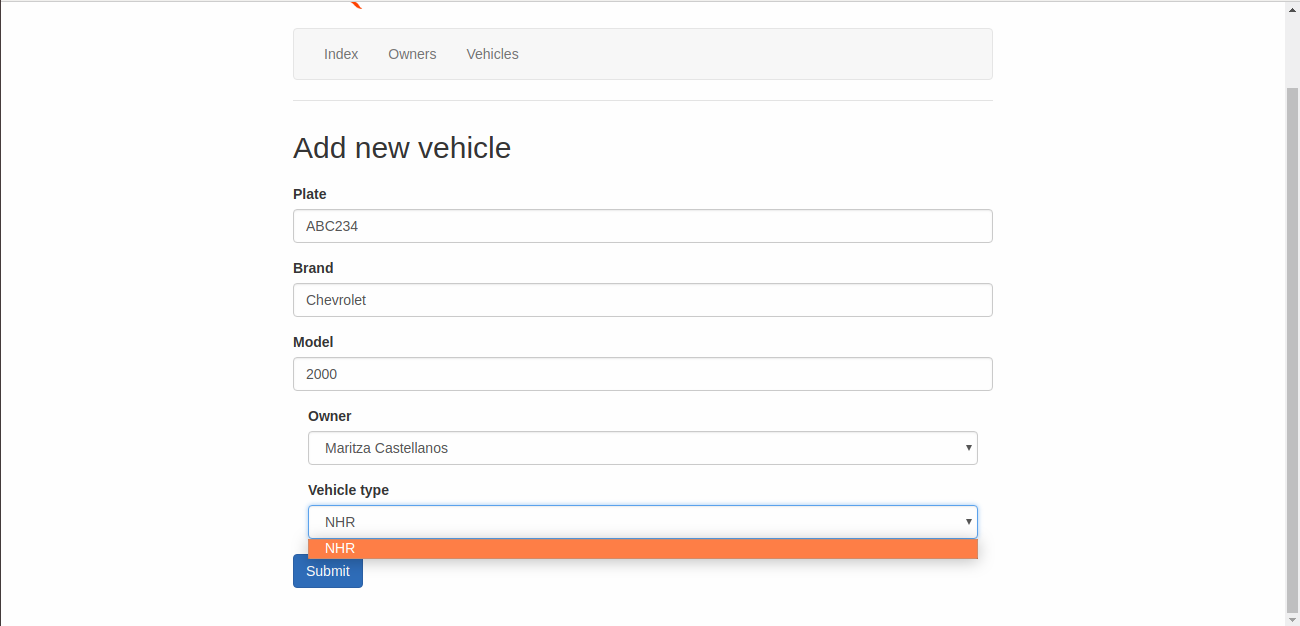 Index Owners Vehicles
Add new vehicle
Plate
ABC234
Brand
Chevrolet
Model
2000
Owner
Maritza Castellanos
Vehicle type
NHR
NHR
Submit